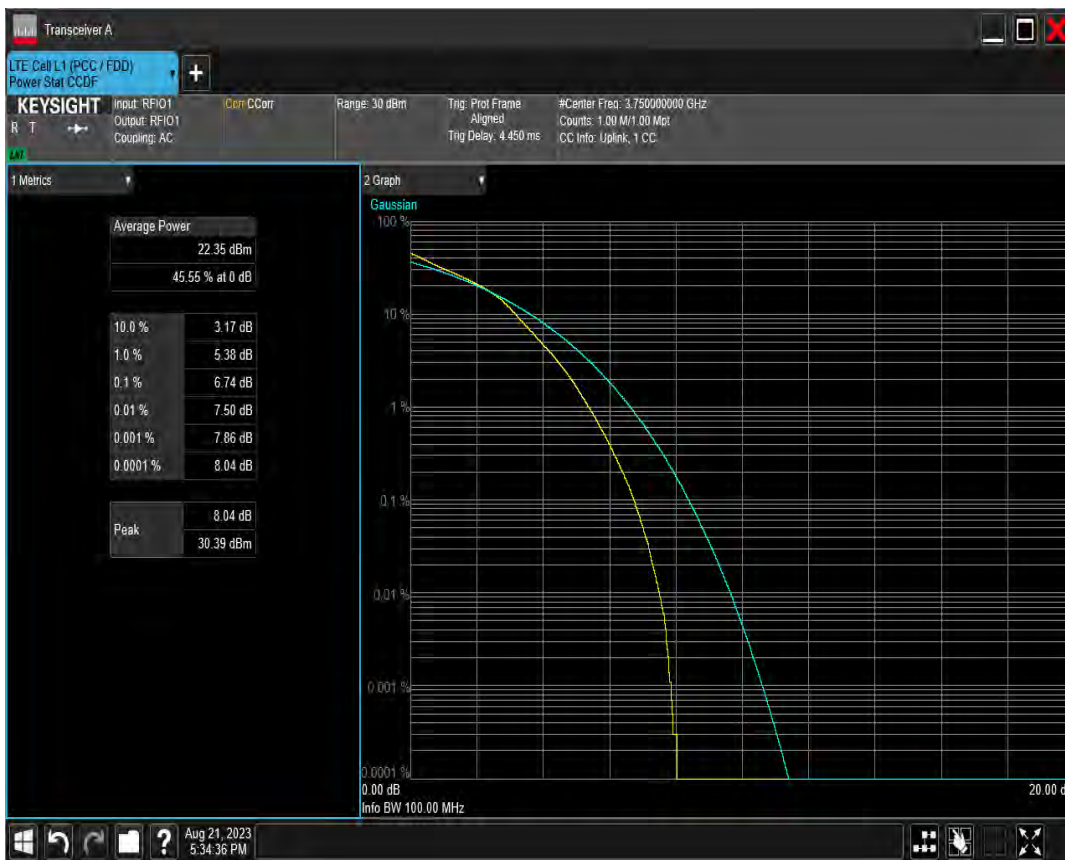 Transceiver A
LTE Cell L1 (PCC / FDD)
Power Stat CCDF
+
KEYSIGHT
R T
LNI
Input: RFIO1
Output: RFIO1
Coupling: AC
Corr CCorr
Range: 30 dBm
Trig: Prot Frame
Aligned
Trig Delay: 4.450 ms
#Center Freq: 3.750000000 GHz
Counts: 1.00 M/1.00 Mpt
CC Info: Uplink, 1 CC
1 Metrics
Average Power
22.35 dBm
45.55 % at 0 dB
10.0 % 3.17 dB
1.0 % 5.38 dB
0.1 % 6.74 dB
0.01 % 7.50 dB
0.001 % 7.86 dB
0.0001 % 8.04 dB
Peak
8.04 dB
30.39 dBm
2 Graph
Gaussian
100 %
10 %
1 %
0.1 %
0.01 %
0.001 %
0.0001 %
0.00 dB
20.00 d
Info BW 100.00 MHz
?
Aug 21, 2023
5:34:36 PM